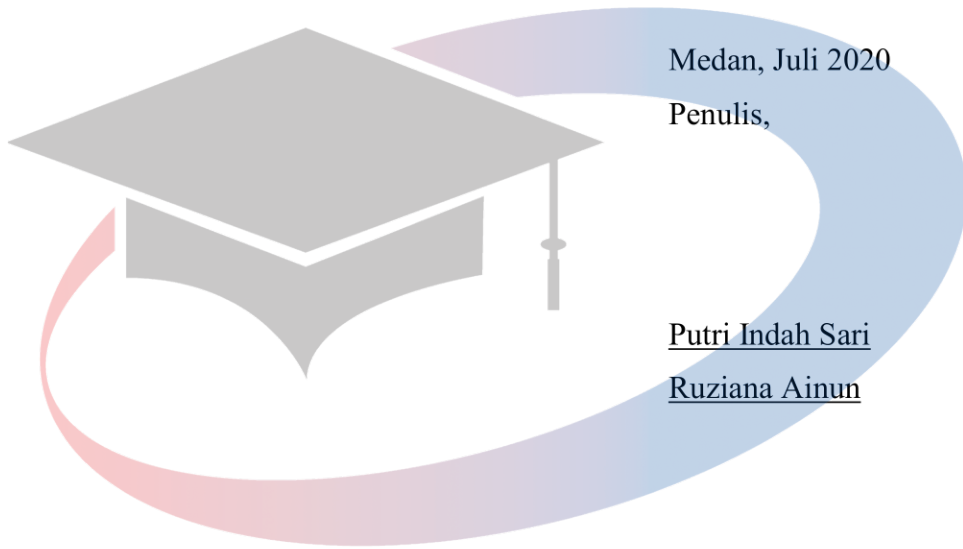 Medan, Juli 2020
Penulis,
Putri Indah Sari
Ruziana Ainun